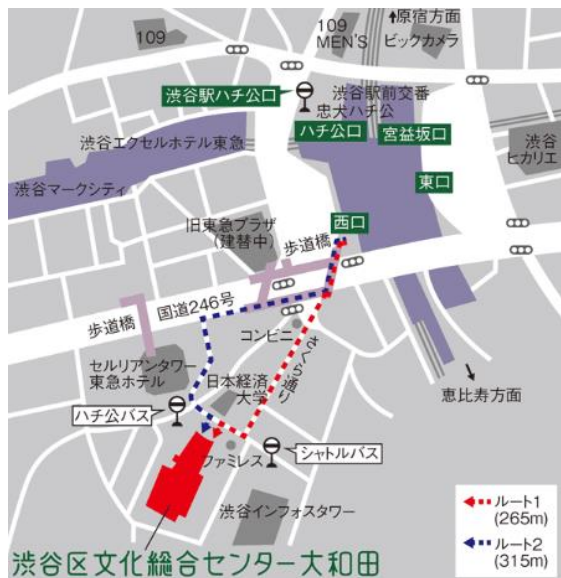 ↑原宿方面
109
109
MEN'S
ビックカメラ
渋谷駅ハチ公口
渋谷駅前交番
忠犬ハチ公
ハチ公口
宮益坂口
渋谷エクセルホテル東急
渋谷
ヒカリエ
東口
渋谷マークシティ
旧東急プラザ
(建替中)
西口
歩道橋
国道246号
歩道橋
コンビニ
さくら通り
セルリアンタワー
東急ホテル
日本経済
大学
恵比寿方面
ハチ公バス
ファミレス
シャトルバス
渋谷インフォスタワー
ルート1
(265m)
ルート2
(315m)
渋谷区文化総合センター大和田